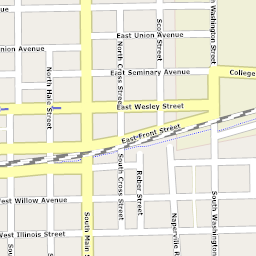 East Union Avenue
Union Avenue
North Hale Street
North Cross Street
Scott Street
North Washington Street
East Seminary Avenue
College
East Wesley Street
East Front Street
South Cross Street
Reber Street
West Willow Avenue
West Illinois Street
South Main
Naperville
South Washington